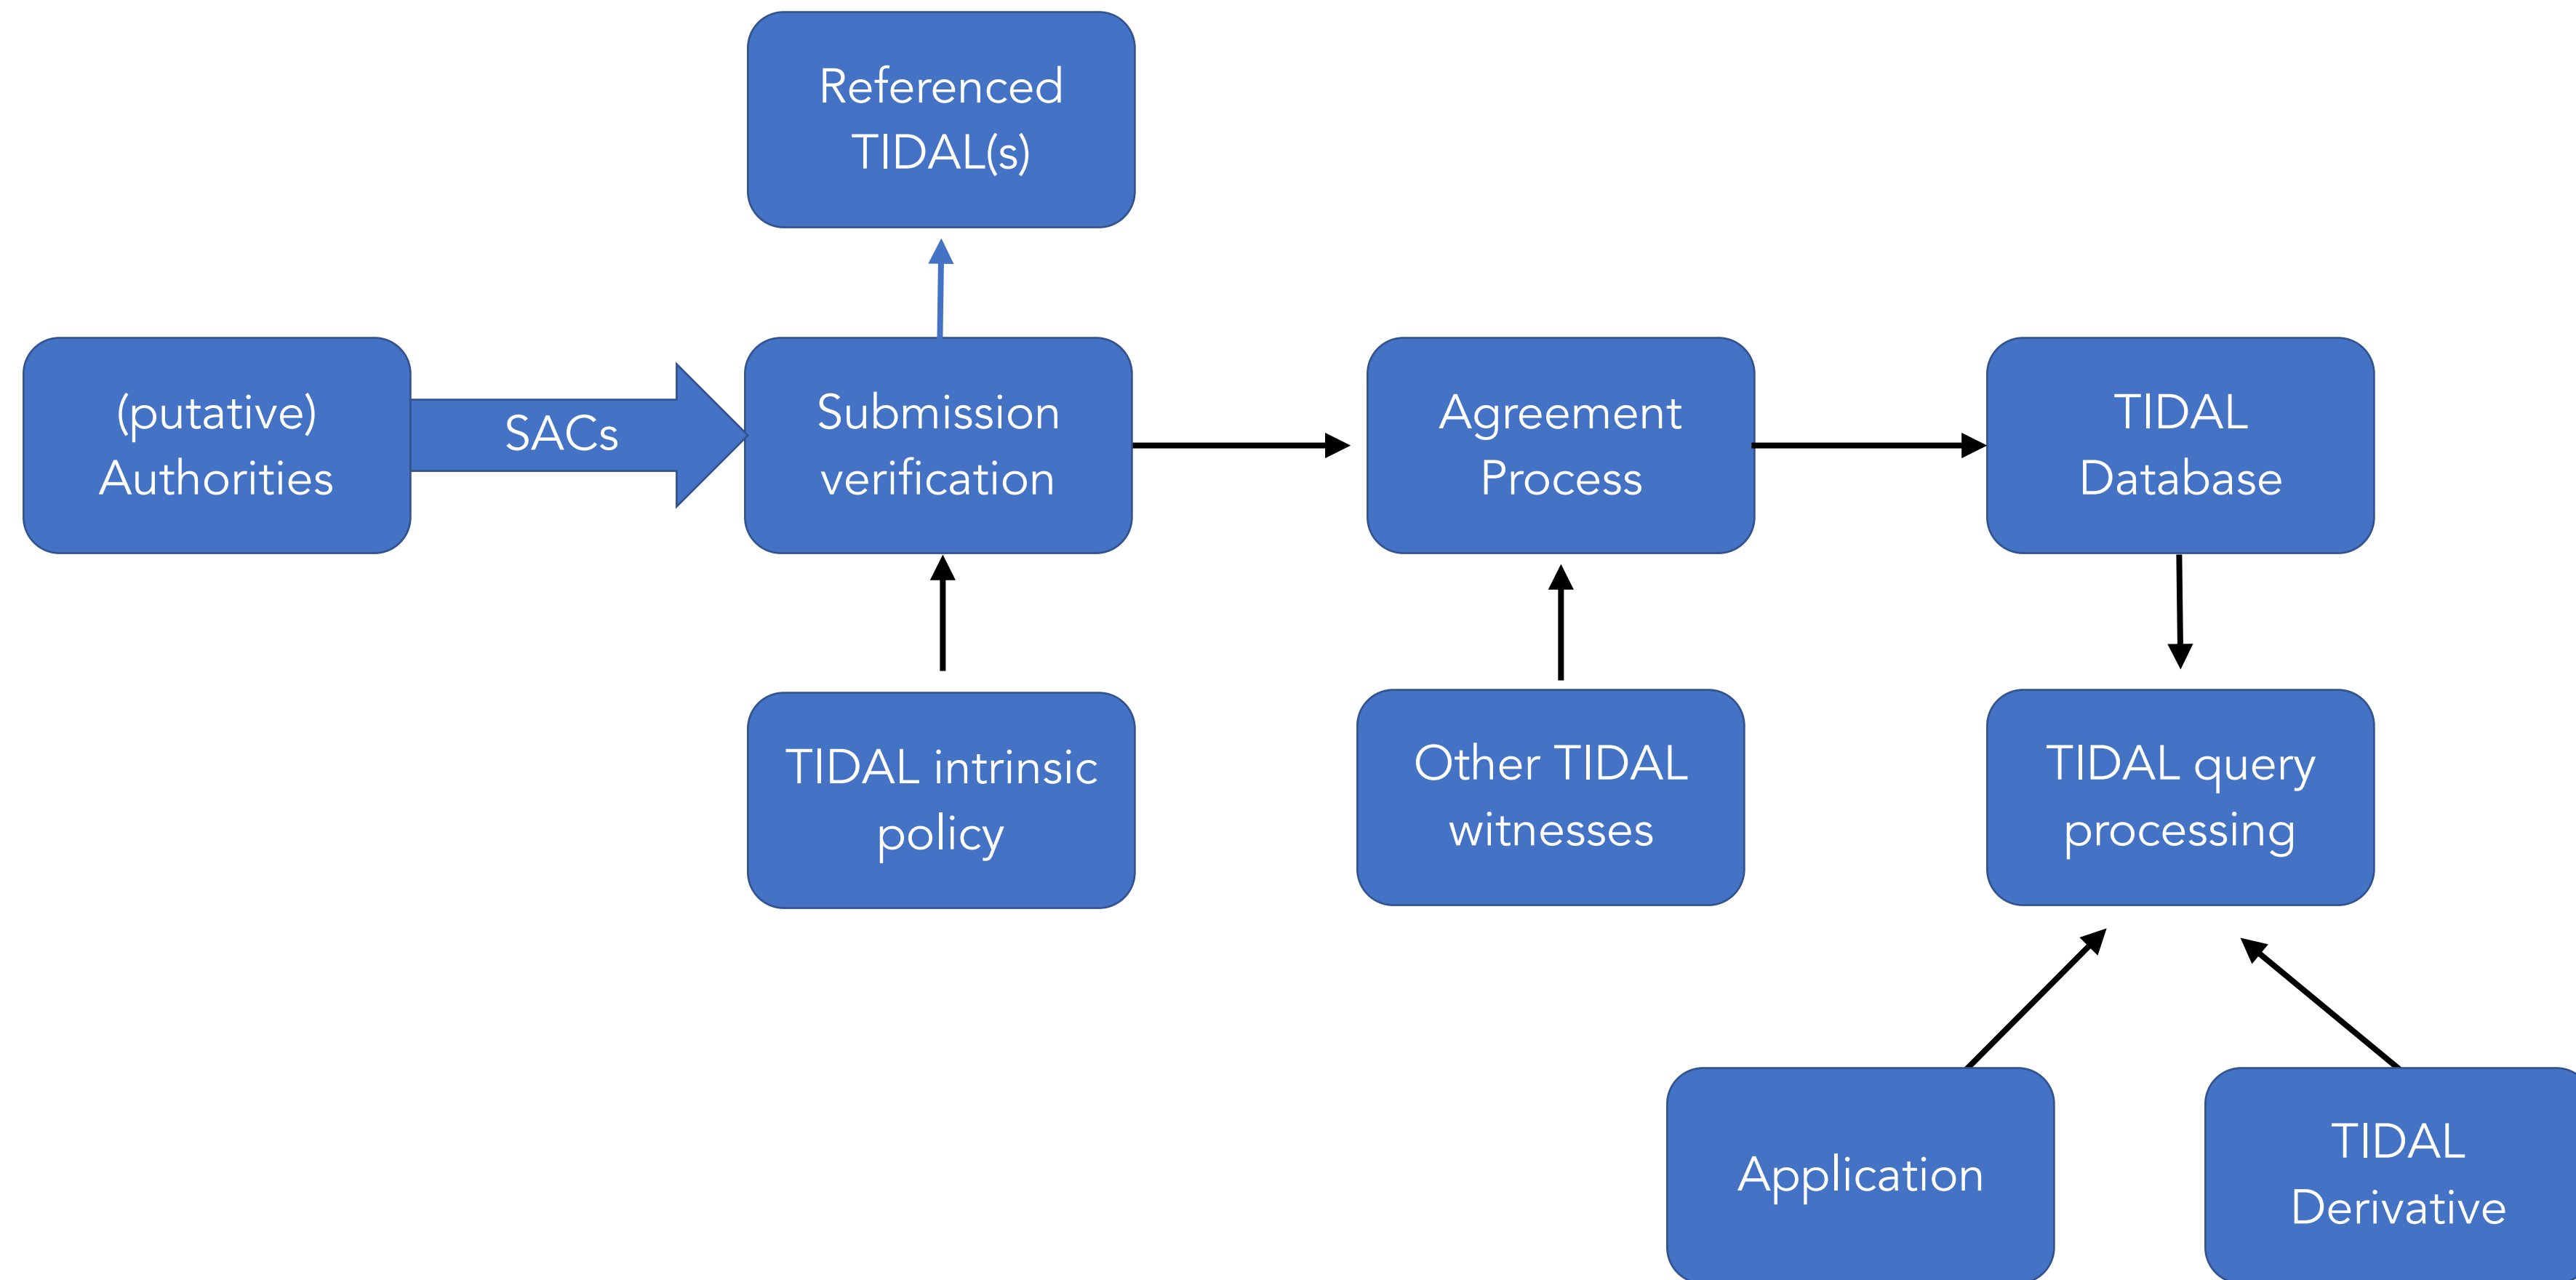 Referenced
TIDAL(s)
(putative)
Authorities
SACs
Submission
verification
Agreement
Process
TIDAL
Database
TIDAL intrinsic
policy
Other TIDAL
witnesses
TIDAL query
processing
Application
TIDAL
Derivative